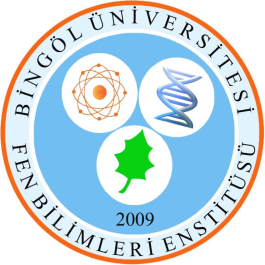 BİNGÖL ÜNİVERSİTESİ
FEN BİLİMLERİ ENSTİTÜSÜ
2009